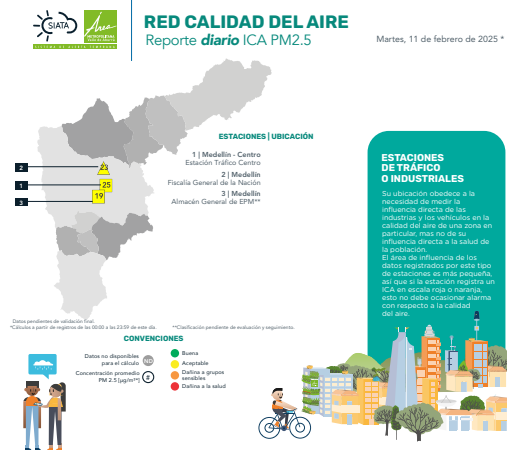 SIATA
Área
METROPOLITANA
Valle de Aburrá
SISTEMA DE ALERTA TEMPRANA
RED CALIDAD DEL AIRE
Reporte diario ICA PM2.5
Martes, 11 de febrero de 2025 *
ESTACIONES | UBICACIÓN
1 | Medellín - Centro
Estación Tráfico Centro
2 | Medellín
Fiscalía General de la Nación
3 | Medellín
Almacén General de EPM**
2
23
1
25
3
19
ESTACIONES
DE TRÁFICO
O INDUSTRIALES
Su ubicación obedece a la
necesidad de medir la
influencia directa de las
industrias y los vehículos en la
calidad del aire de una zona en
particular, mas no de su
influencia directa a la salud de
la población.
El área de influencia de los
datos registrados por este tipo
de estaciones es más pequeña,
así que si la estación registra un
ICA en escala roja o naranja,
esto no debe ocasionar alarma
con respecto a la calidad
del aire.
Datos pendientes de validación final.
*Cálculos a partir de registros de las 00:00 a las 23:59 de este día.
**Clasificación pendiente de evaluación y seguimiento.
CONVENCIONES
Datos no disponibles
para el cálculo
ND
Concentración promedio
PM 2.5 (µg/m³)
#
Buena
Aceptable
Dañina a grupos
sensibles
Dañina a la salud